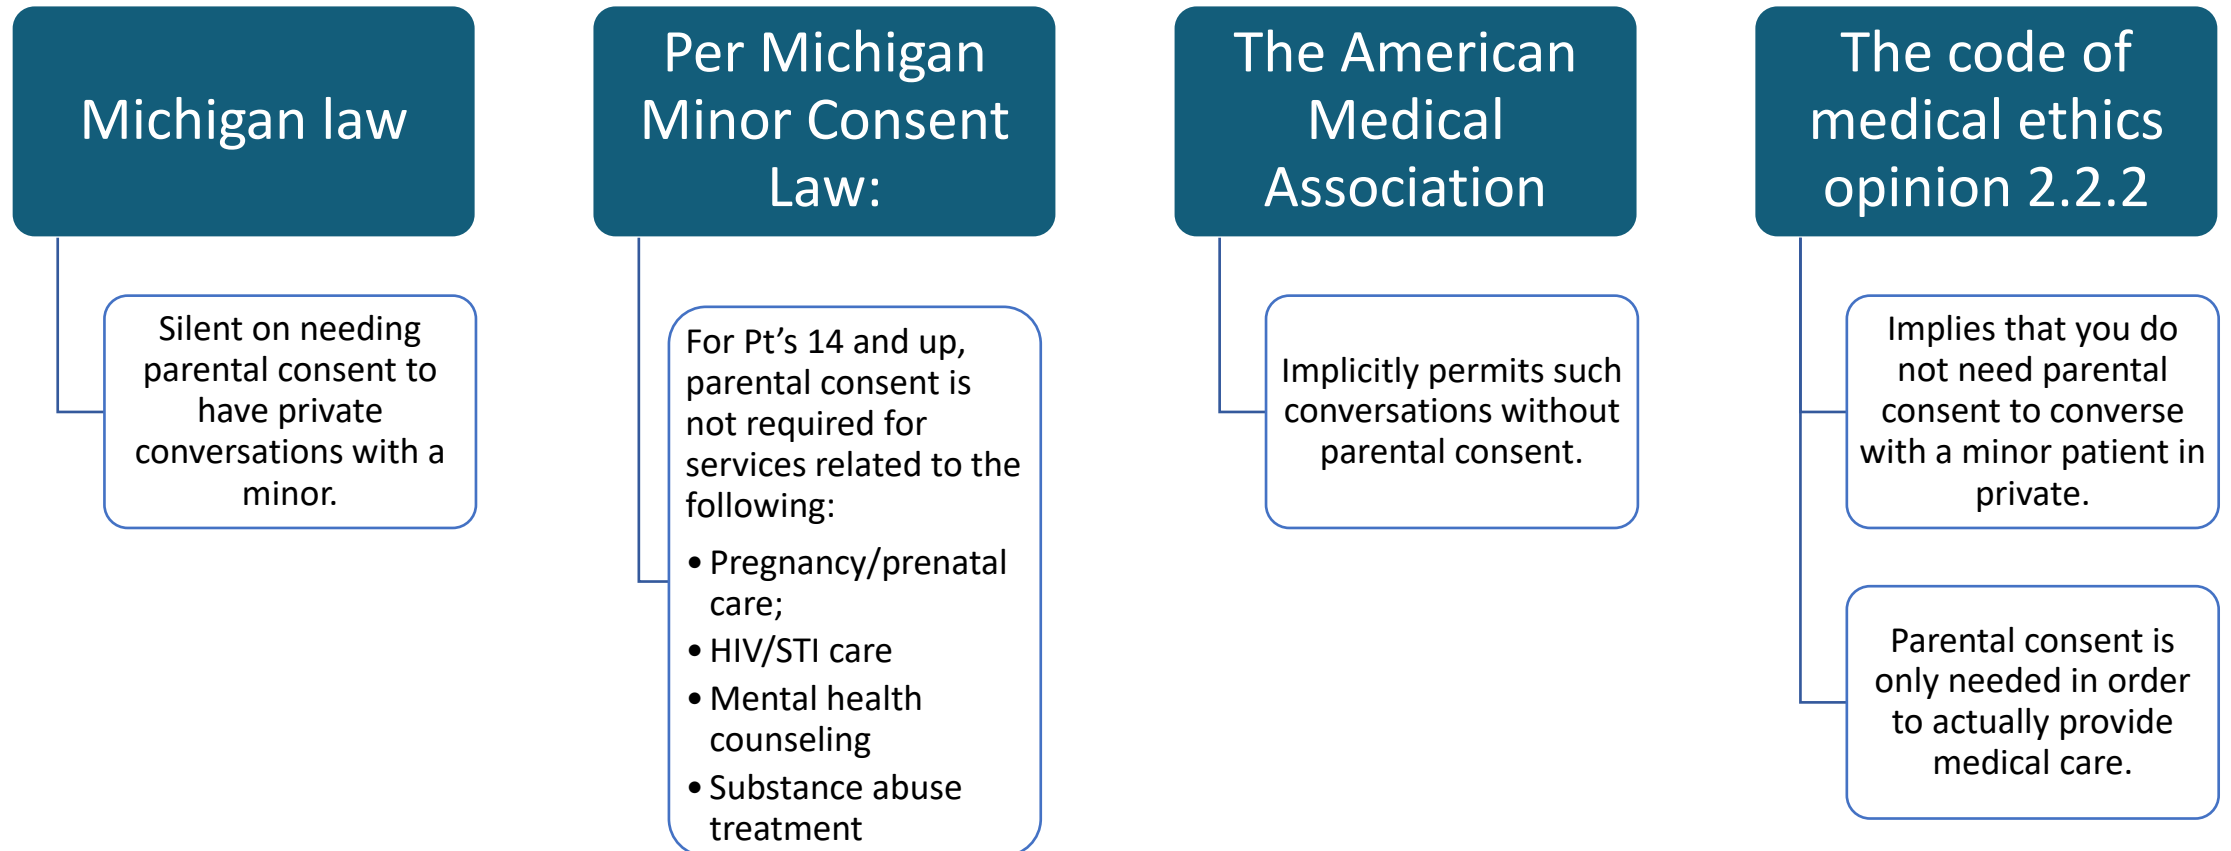 Michigan law
Silent on needing
parental consent to
have private
conversations with a
minor.
Per Michigan
Minor Consent
Law:
For Pt’s 14 and up,
parental consent is
not required for
services related to the
following:
• Pregnancy/prenatal
care;
• HIV/STI care
• Mental health
counseling
• Substance abuse
treatment
The American
Medical
Association
Implicitly permits such
conversations without
parental consent.
The code of
medical ethics
opinion 2.2.2
Implies that you do
not need parental
consent to converse
with a minor patient in
private.
Parental consent is
only needed in order
to actually provide
medical care.